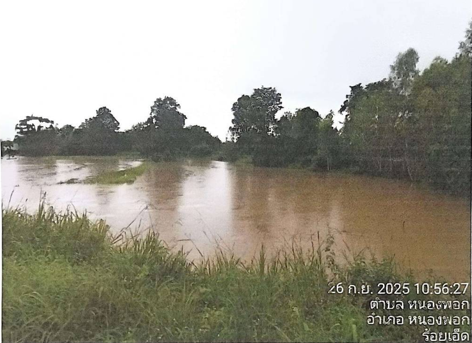 26 ก.ย. 2025 10:56:27
ตำบล หนองพอก
อำเภอ หนองพอก
ร้อยเอ็ด